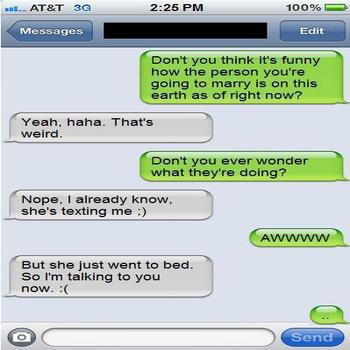 AT&T 3G 2:25 PM 100%
Messages Edit
Don't you think it's funny
how the person you're
going to marry is on this
earth as of right now?
Yeah, haha. That's
weird.
Don't you ever wonder
what they're doing?
Nope, I already know,
she's texting me ;)
AWWWW
But she just went to bed.
So I'm talking to you
now. :(
..
Send